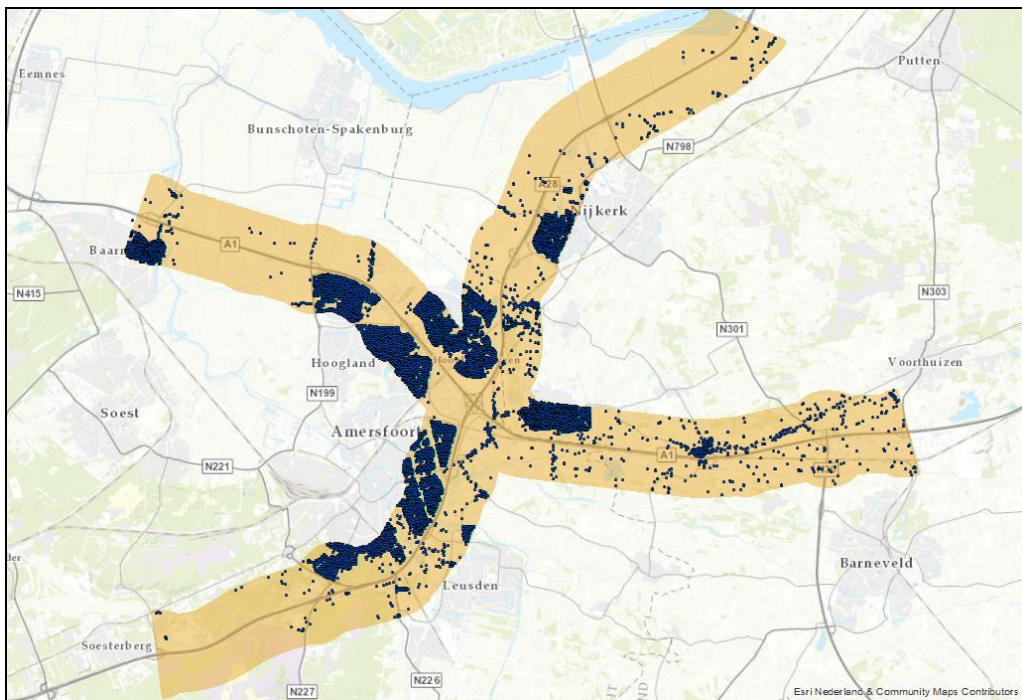 Eemnes
Putten
Bunschoten-Spakenburg
N798
A28
Nijkerk
A1
Baarn
N415
N303
N301
Voorthuizen
Hoogland
N199
Soest
Amersfoort
A1
N221
Barneveld
Leusden
Soesterberg
N226
N227
Esri Nederland & Community Maps Contributors